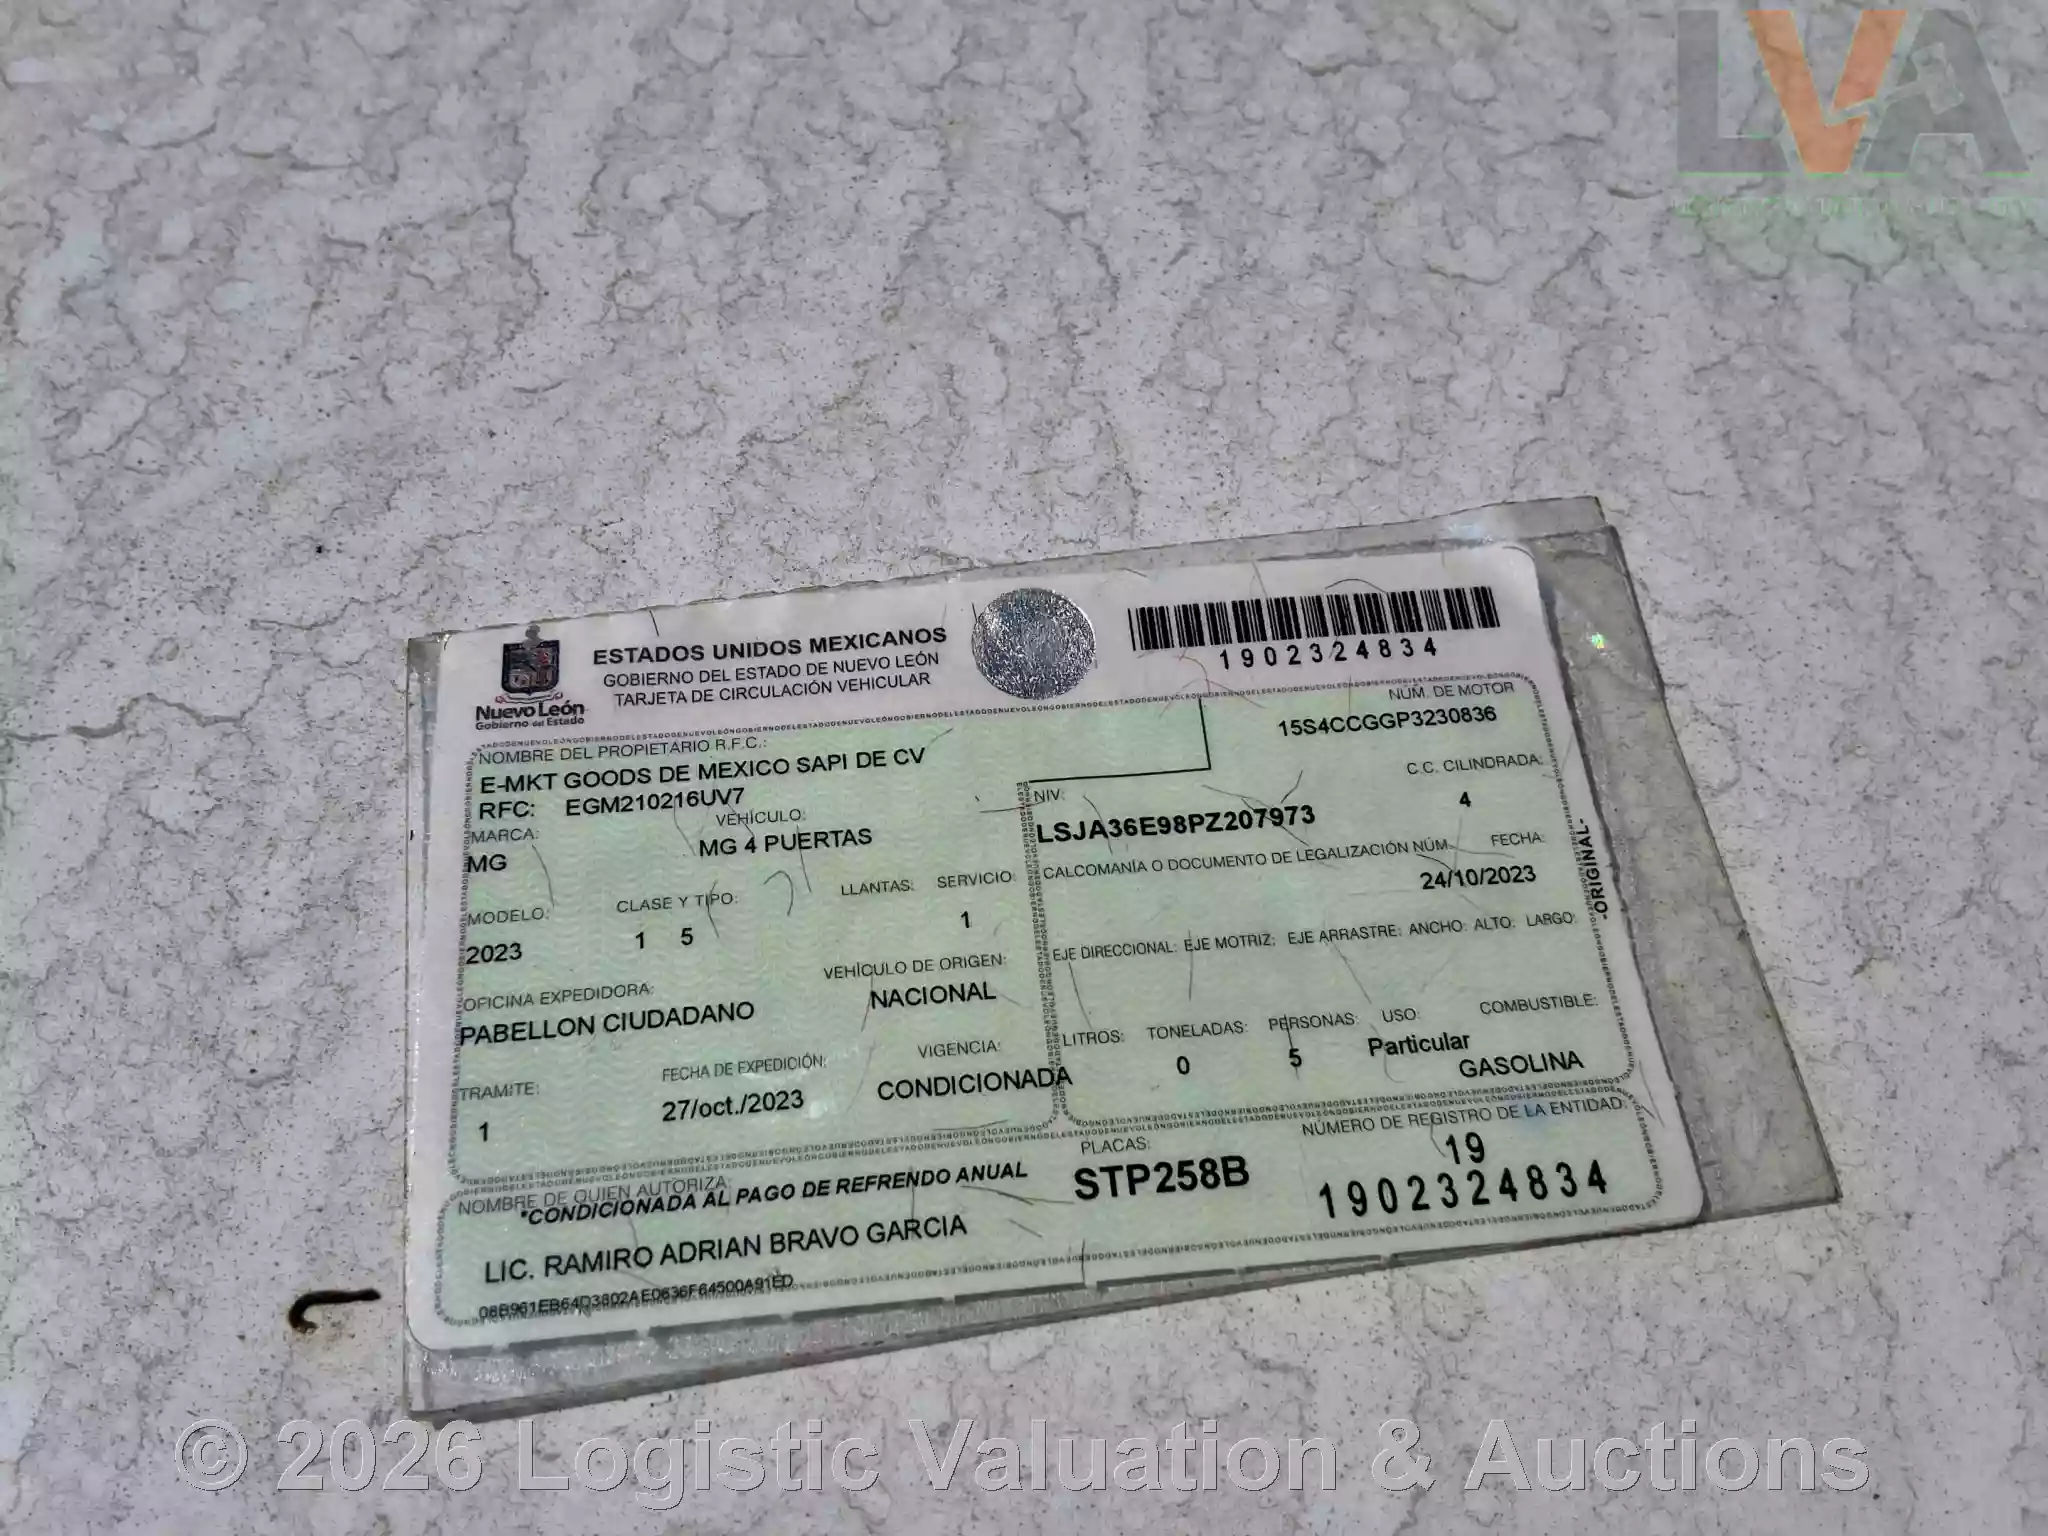 LVA
ESTADOS UNIDOS MEXICANOS
GOBIERNO DEL ESTADO DE NUEVO LEÓN
TARJETA DE CIRCULACIÓN VEHICULAR
Nuevo León
Gobierno del Estado
1902324834
NOMBRE DEL PROPIETARIO R.F.C.:
E-MKT GOODS DE MEXICO SAPI DE CV
RFC: EGM210216UV7
MARCA: VEHÍCULO:
MG MG 4 PUERTAS
MODELO: CLASE Y TIPO: LLANTAS: SERVICIO:
2023 1 5 1
OFICINA EXPEDIDORA: VEHÍCULO DE ORIGEN:
PABELLON CIUDADANO NACIONAL
TRAMITE: FECHA DE EXPEDICIÓN: VIGENCIA:
1 27/oct./2023 CONDICIONADA
NÚM. DE MOTOR
15S4CCGGP3230836
NIV: C.C. CILINDRADA:
LSJA36E98PZ207973 4
CALCOMANÍA O DOCUMENTO DE LEGALIZACIÓN NÚM. FECHA:
24/10/2023
EJE DIRECCIONAL: EJE MOTRIZ: EJE ARRASTRE: ANCHO: ALTO: LARGO:
LITROS: TONELADAS: PERSONAS: USO: COMBUSTIBLE:
0 5 Particular GASOLINA
-ORIGINAL-
NOMBRE DE QUIEN AUTORIZA:
*CONDICIONADA AL PAGO DE REFRENDO ANUAL
LIC. RAMIRO ADRIAN BRAVO GARCIA
PLACAS:
STP258B
NÚMERO DE REGISTRO DE LA ENTIDAD:
19
1902324834
© 2026 Logistic Valuation & Auctions